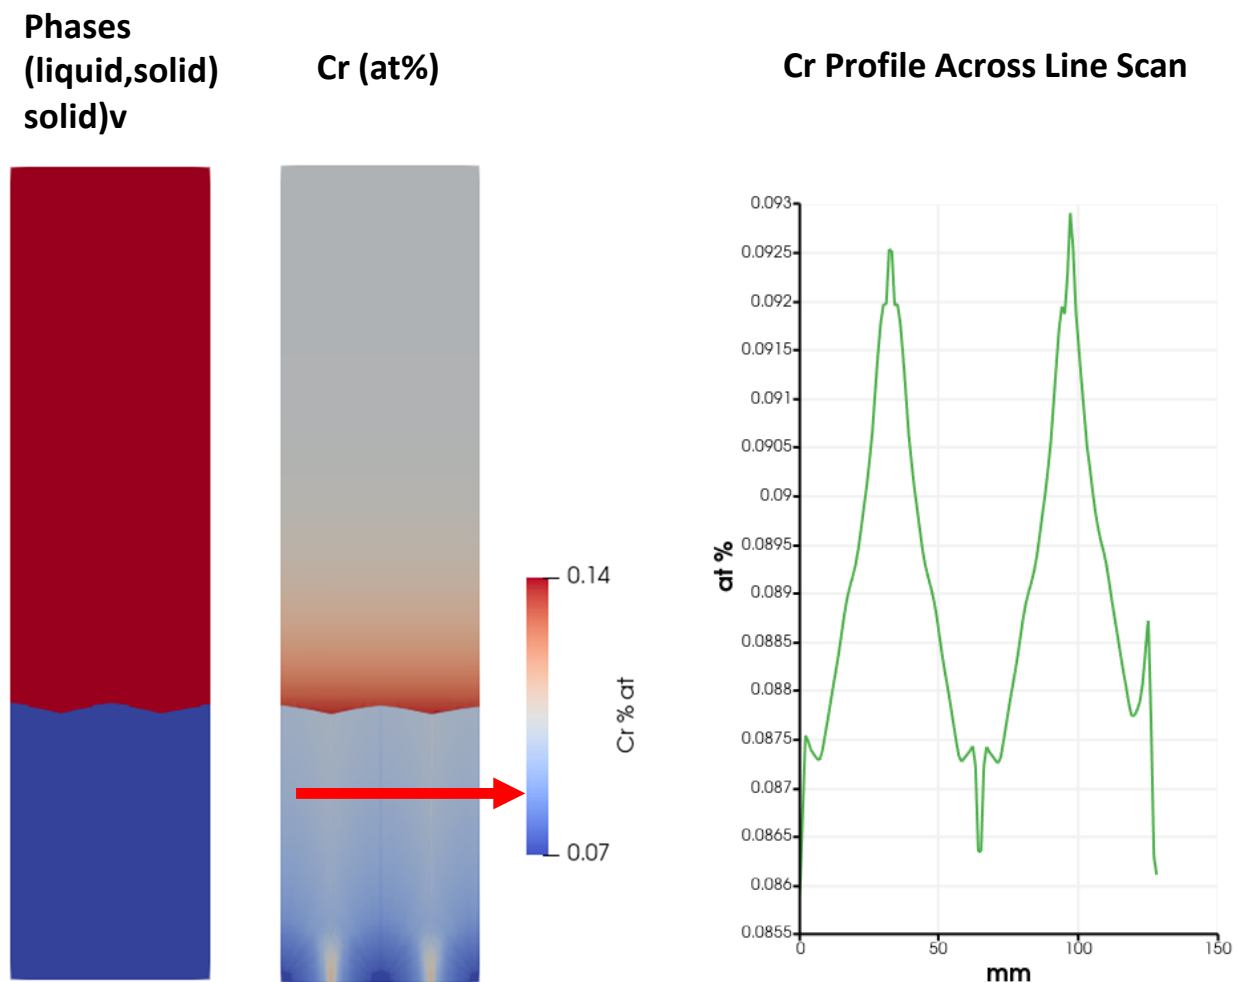 Phases
(liquid,solid)
solid)v
Cr (at%)
Cr Profile Across Line Scan
0.14
0.07
Cr % at
0.093
0.0925
0.092
0.0915
0.091
0.0905
0.09
0.0895
0.089
0.0885
0.088
0.0875
0.087
0.0865
0.086
0.0855
at %
0
50
100
150
mm